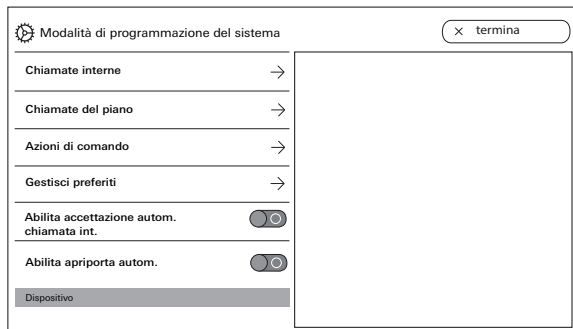 Modalità di programmazione del sistema
× termina
Chiamate interne
Chiamate del piano
Azioni di comando
Gestisci preferiti
Abilita accettazione autom.
chiamata int.
Abilita apriporta autom.
Dispositivo